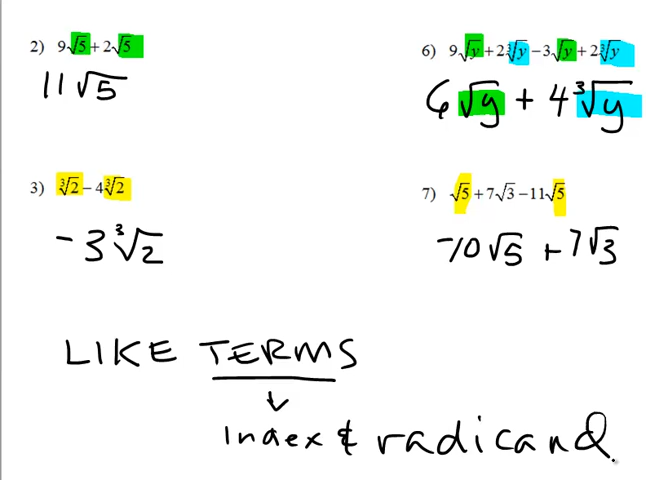 2) 9√5 + 2√5
11√5
6) 9√y + 2∛y − 3√y + 2∛y
6√y + 4∛y
3) ∛2 − 4∛2
-3∛2
7) √5 + 7√3 − 11√5
-10√5 + 7√3
LIKE TERMS
↓
Index & radicand